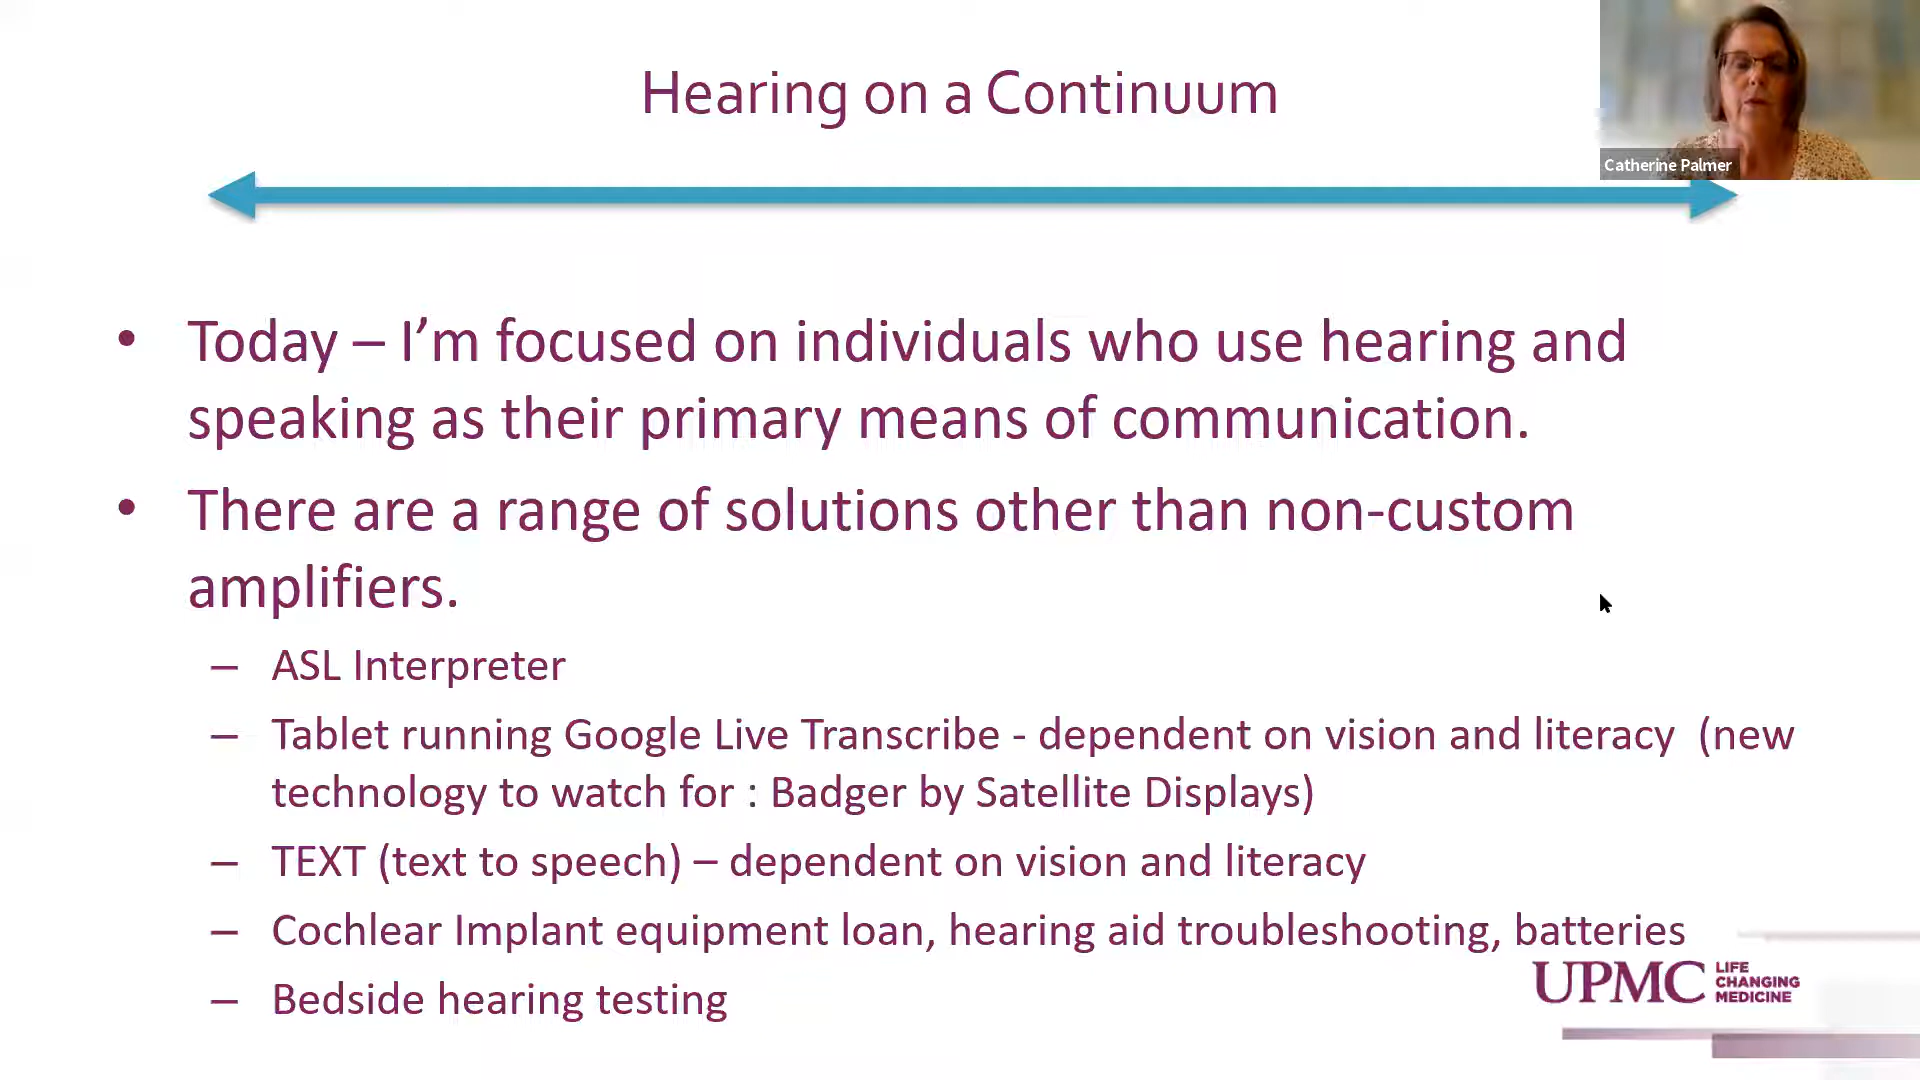 Hearing on a Continuum
Catherine Palmer
• Today – I’m focused on individuals who use hearing and
speaking as their primary means of communication.
• There are a range of solutions other than non-custom
amplifiers.
– ASL Interpreter
– Tablet running Google Live Transcribe - dependent on vision and literacy (new
technology to watch for : Badger by Satellite Displays)
– TEXT (text to speech) – dependent on vision and literacy
– Cochlear Implant equipment loan, hearing aid troubleshooting, batteries
– Bedside hearing testing
UPMC LIFE
CHANGING
MEDICINE